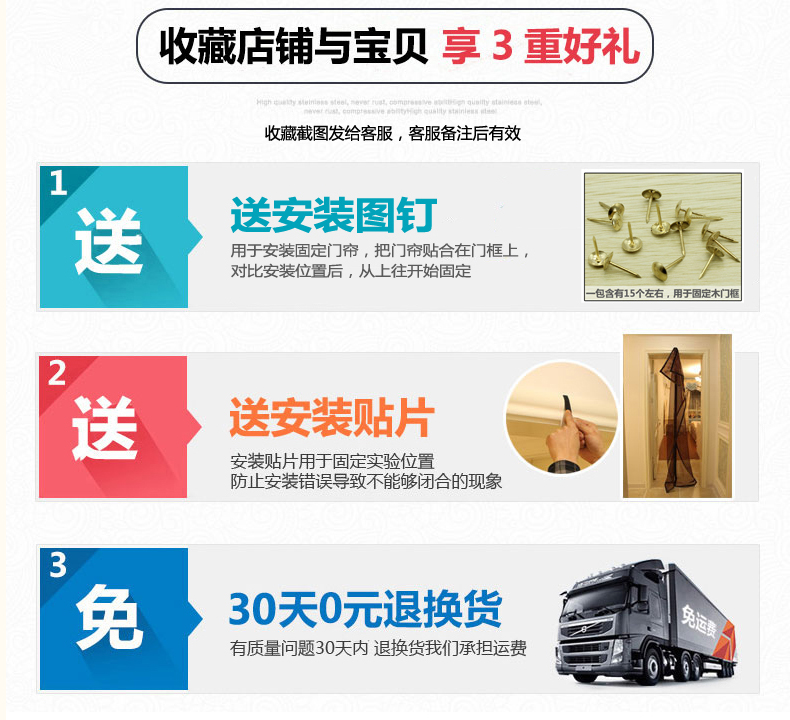 收藏店铺与宝贝 享 3 重好礼
High quality stainless steel, never rust, compressive abilityHigh quality stainless steel,
never rust, compressive abilityHigh quality stainless steel
收藏截图发给客服，客服备注后有效
1
送
送安装图钉
用于安装固定门帘，把门帘贴合在门框上，
对比安装位置后，从上往开始固定
一包含有15个左右，用于固定木门框
2
送
送安装贴片
安装贴片用于固定实验位置
防止安装错误导致不能够闭合的现象
3
免
30天0元退换货
有质量问题30天内 退换货我们承担运费
免运费